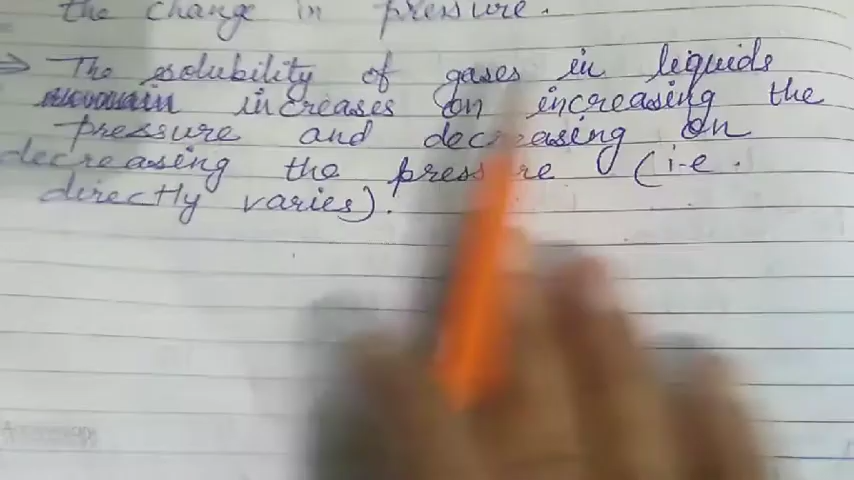 the change in pressure.
⇒ The solubility of gases in liquids
increases on increasing the
pressure and decreasing on
decreasing the pressure (i.e.
directly varies).